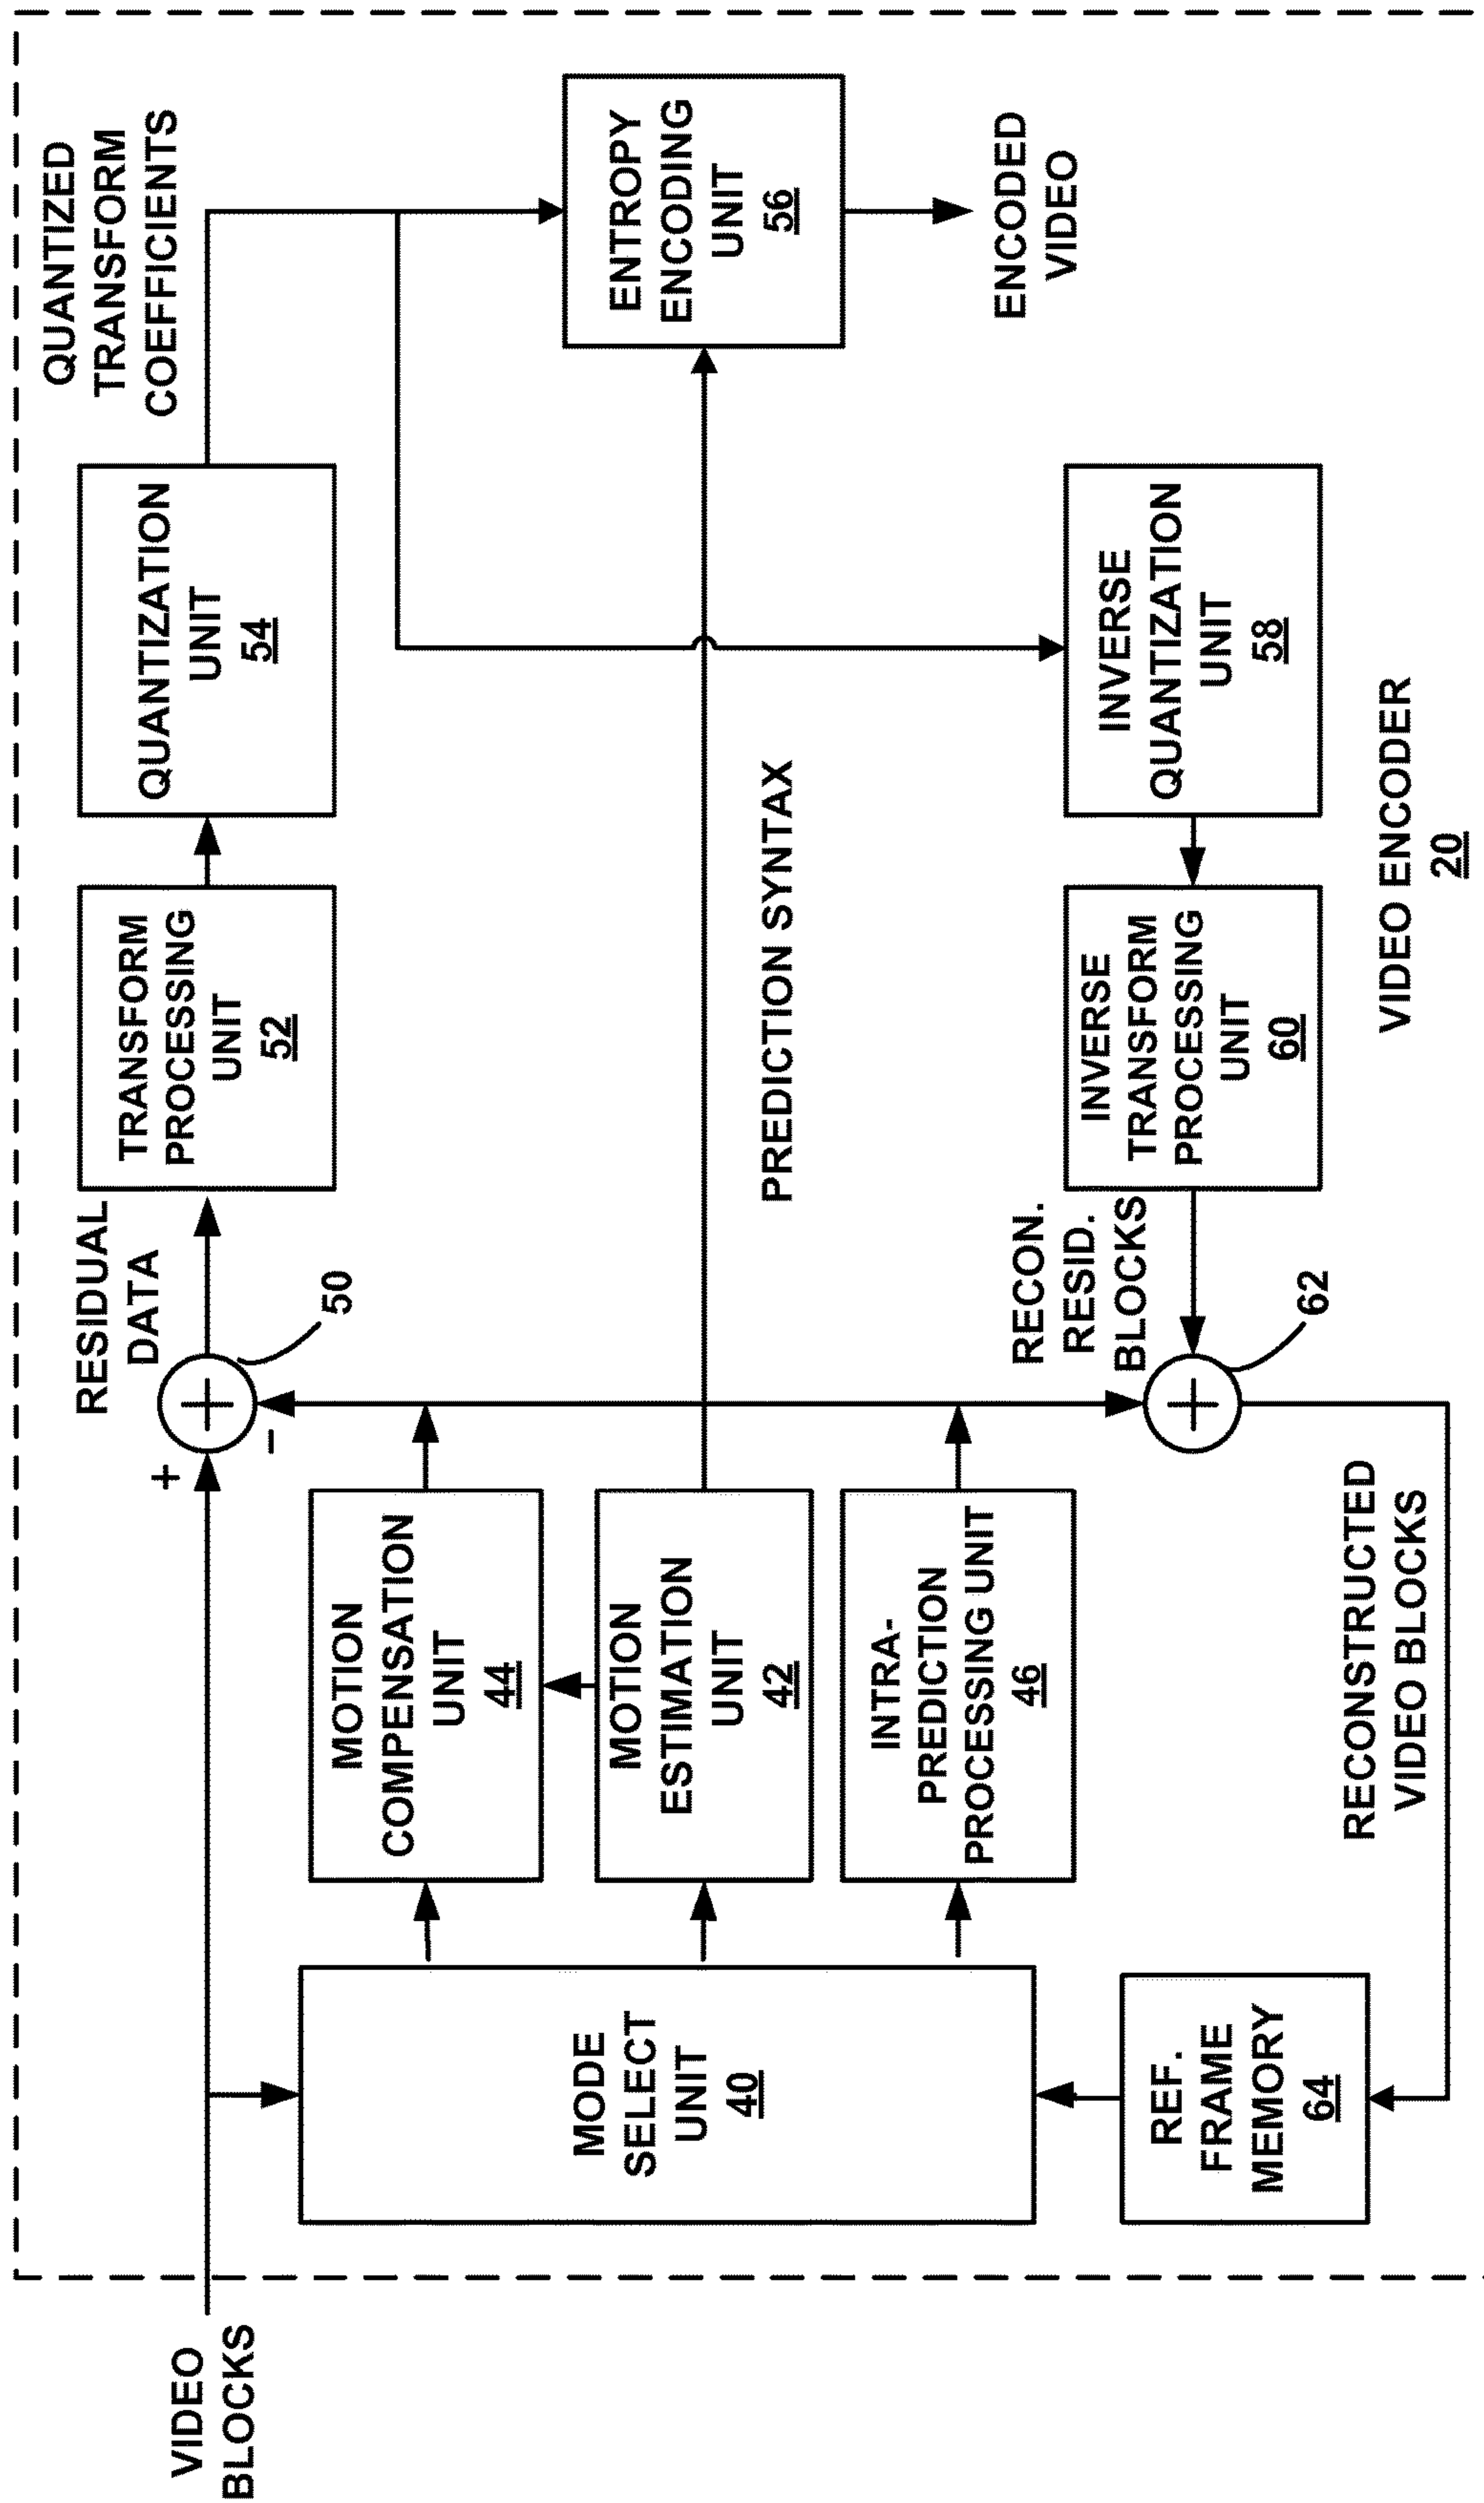 VIDEO
BLOCKS
+
−
50
RESIDUAL
DATA
TRANSFORM
PROCESSING
UNIT
52
QUANTIZATION
UNIT
54
QUANTIZED
TRANSFORM
COEFFICIENTS
MODE
SELECT
UNIT
40
MOTION
COMPENSATION
UNIT
44
MOTION
ESTIMATION
UNIT
42
INTRA-
PREDICTION
PROCESSING UNIT
46
PREDICTION SYNTAX
ENTROPY
ENCODING
UNIT
56
ENCODED
VIDEO
REF.
FRAME
MEMORY
64
RECONSTRUCTED
VIDEO BLOCKS
62
RECON.
RESID.
BLOCKS
INVERSE
TRANSFORM
PROCESSING
UNIT
60
INVERSE
QUANTIZATION
UNIT
58
VIDEO ENCODER
20